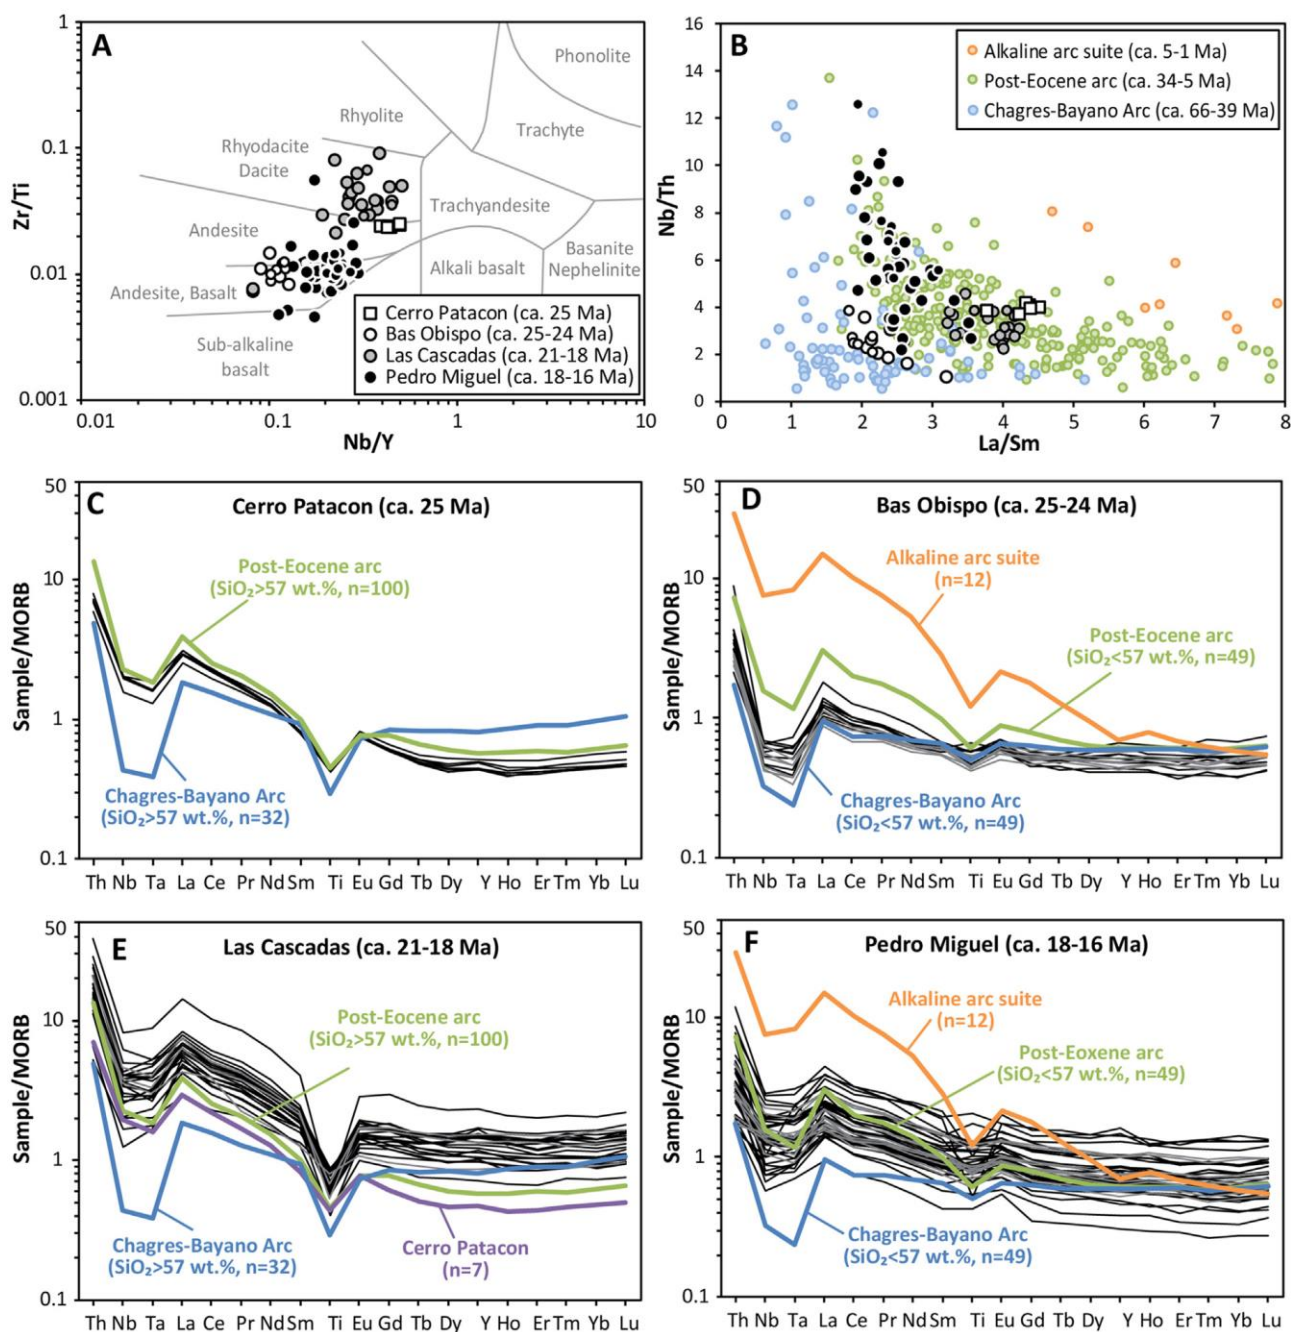 A
1
0.1
0.01
0.001
Zr/Ti
0.01
0.1
1
10
Nb/Y
Phonolite
Rhyolite
Trachyte
Rhyodacite
Dacite
Trachyandesite
Andesite
Basanite
Nephelinite
Alkali basalt
Andesite, Basalt
Sub-alkaline
basalt
Cerro Patacon (ca. 25 Ma)
Bas Obispo (ca. 25-24 Ma)
Las Cascadas (ca. 21-18 Ma)
Pedro Miguel (ca. 18-16 Ma)
B
16
14
12
10
8
6
4
2
0
Nb/Th
0 1 2 3 4 5 6 7 8
La/Sm
Alkaline arc suite (ca. 5-1 Ma)
Post-Eocene arc (ca. 34-5 Ma)
Chagres-Bayano Arc (ca. 66-39 Ma)
C
Cerro Patacon (ca. 25 Ma)
50
10
1
0.1
Sample/MORB
Post-Eocene arc
(SiO₂>57 wt.%, n=100)
Chagres-Bayano Arc
(SiO₂>57 wt.%, n=32)
Th Nb Ta La Ce Pr Nd Sm Ti Eu Gd Tb Dy Y Ho Er Tm Yb Lu
D
Bas Obispo (ca. 25-24 Ma)
50
10
1
0.1
Sample/MORB
Alkaline arc suite
(n=12)
Post-Eocene arc
(SiO₂<57 wt.%, n=49)
Chagres-Bayano Arc
(SiO₂<57 wt.%, n=49)
Th Nb Ta La Ce Pr Nd Sm Ti Eu Gd Tb Dy Y Ho Er Tm Yb Lu
E
Las Cascadas (ca. 21-18 Ma)
50
10
1
0.1
Sample/MORB
Post-Eocene arc
(SiO₂>57 wt.%, n=100)
Chagres-Bayano Arc
(SiO₂>57 wt.%, n=32)
Cerro Patacon
(n=7)
Th Nb Ta La Ce Pr Nd Sm Ti Eu Gd Tb Dy Y Ho Er Tm Yb Lu
F
Pedro Miguel (ca. 18-16 Ma)
50
10
1
0.1
Sample/MORB
Alkaline arc suite
(n=12)
Post-Eoxene arc
(SiO₂<57 wt.%, n=49)
Chagres-Bayano Arc
(SiO₂<57 wt.%, n=49)
Th Nb Ta La Ce Pr Nd Sm Ti Eu Gd Tb Dy Y Ho Er Tm Yb Lu